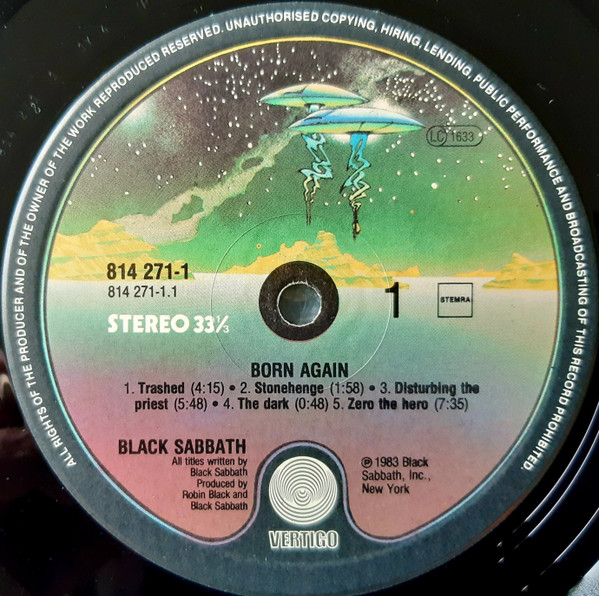 ALL RIGHTS OF THE PRODUCER AND OF THE OWNER OF THE WORK REPRODUCED RESERVED. UNAUTHORISED COPYING, HIRING, LENDING, PUBLIC PERFORMANCE AND BROADCASTING OF THIS RECORD PROHIBITED.
LC 1633
814 271-1
814 271-1.1
STEREO 33⅓
1
STEMRA
BORN AGAIN
1. Trashed (4:15) • 2. Stonehenge (1:58) • 3. Disturbing the
priest (5:48) • 4. The dark (0:48) 5. Zero the hero (7:35)
BLACK SABBATH
All titles written by
Black Sabbath
Produced by
Robin Black and
Black Sabbath
℗ 1983 Black
Sabbath, Inc.,
New York
VERTIGO